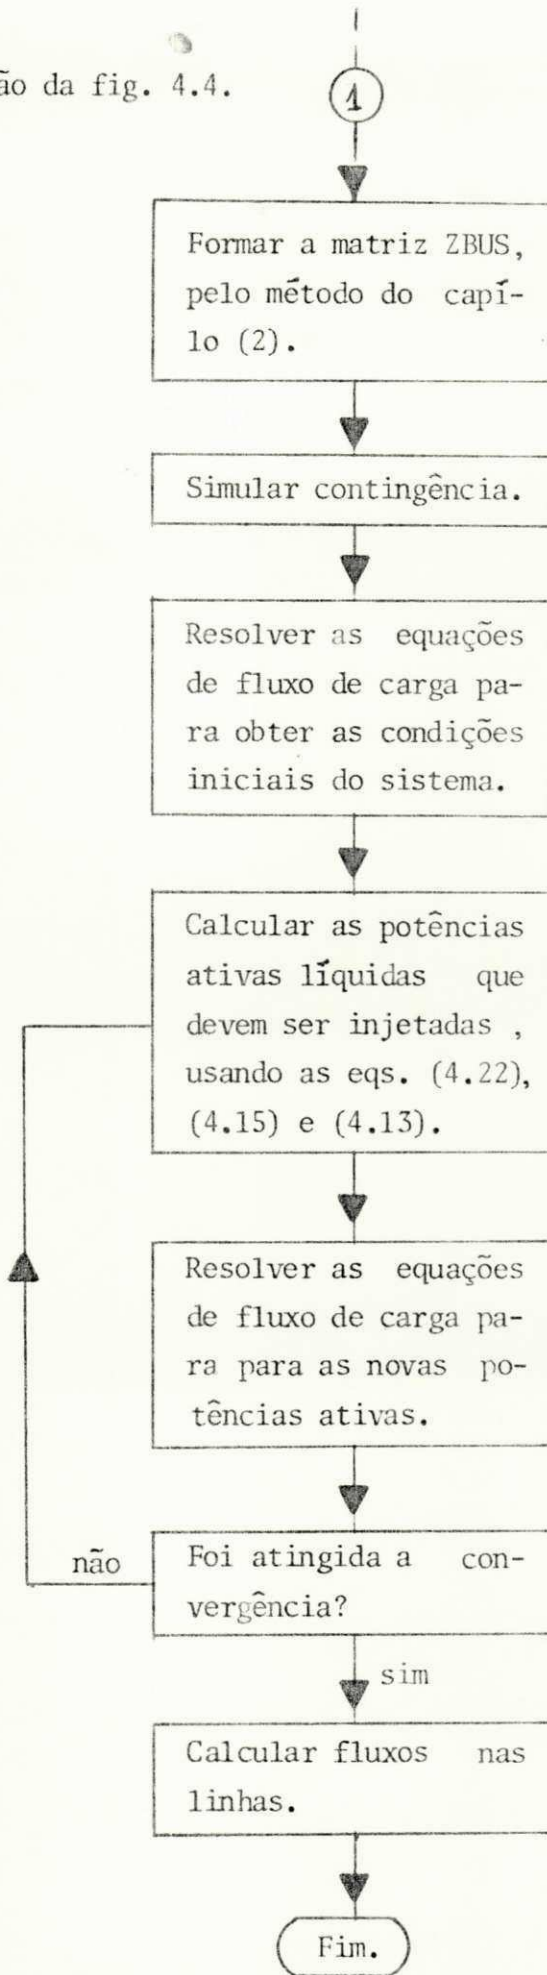 ão da fig. 4.4.
1
Formar a matriz ZBUS,
pelo método do capí-
lo (2).
Simular contingência.
Resolver as equações
de fluxo de carga pa-
ra obter as condições
iniciais do sistema.
Calcular as potências
ativas líquidas que
devem ser injetadas ,
usando as eqs. (4.22),
(4.15) e (4.13).
Resolver as equações
de fluxo de carga pa-
ra para as novas po-
tências ativas.
não
Foi atingida a con-
vergência?
sim
Calcular fluxos nas
linhas.
Fim.